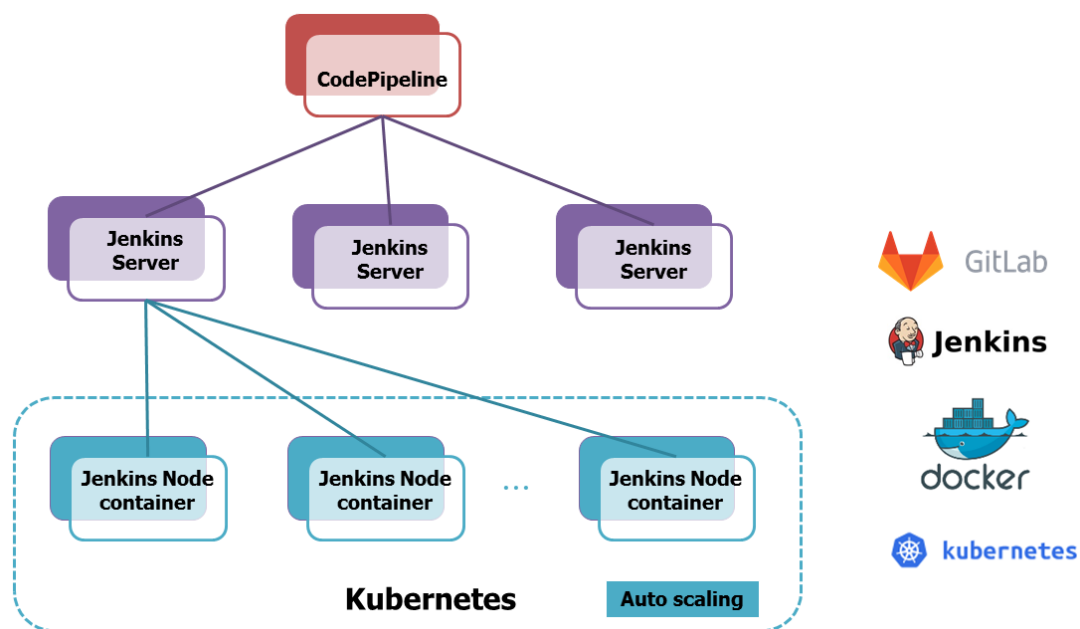 CodePipeline
Jenkins
Server
Jenkins
Server
Jenkins
Server
GitLab
Jenkins
docker
kubernetes
Jenkins Node
container
Jenkins Node
container
...
Jenkins Node
container
Kubernetes
Auto scaling